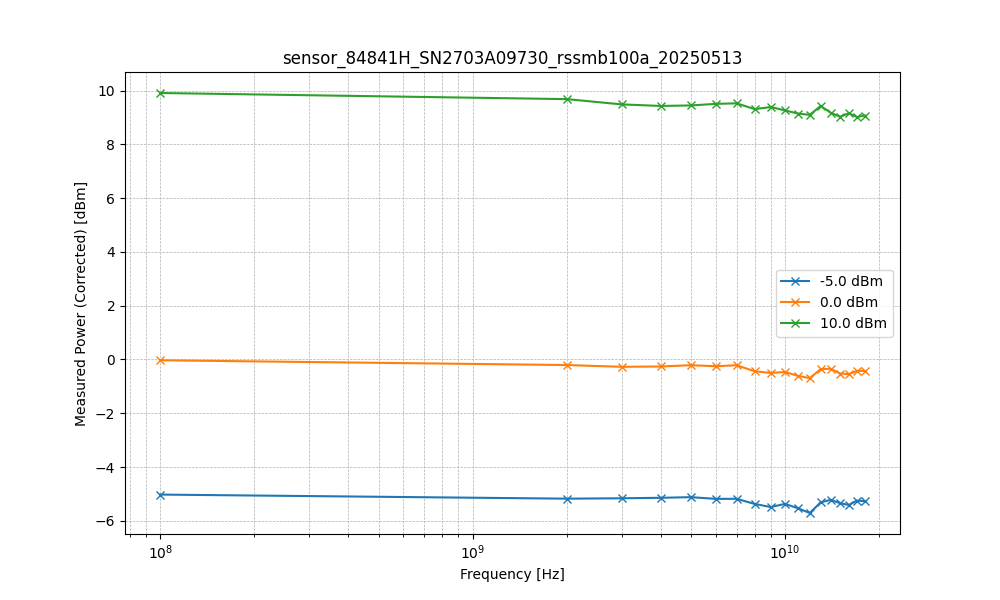 sensor_84841H_SN2703A09730_rssmb100a_20250513
Measured Power (Corrected) [dBm]
10
8
6
4
2
0
−2
−4
−6
-5.0 dBm
0.0 dBm
10.0 dBm
10⁸
10⁹
10¹⁰
Frequency [Hz]